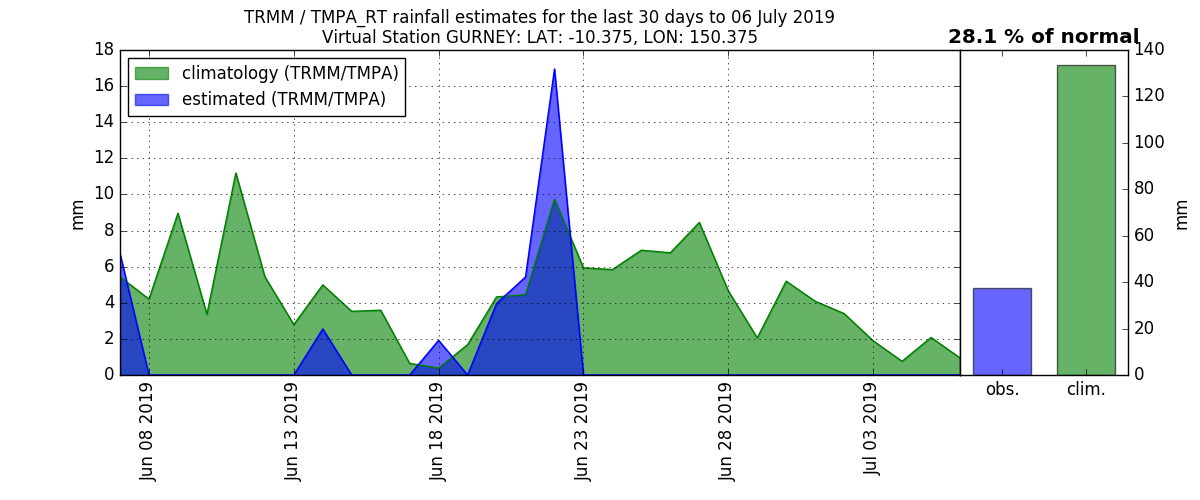 TRMM / TMPA_RT rainfall estimates for the last 30 days to 06 July 2019
Virtual Station GURNEY: LAT: -10.375, LON: 150.375
28.1 % of normal
climatology (TRMM/TMPA)
estimated (TRMM/TMPA)
18
16
14
12
10
8
6
4
2
0
mm
Jun 08 2019
Jun 13 2019
Jun 18 2019
Jun 23 2019
Jun 28 2019
Jul 03 2019
obs.
clim.
140
120
100
80
60
40
20
0
mm